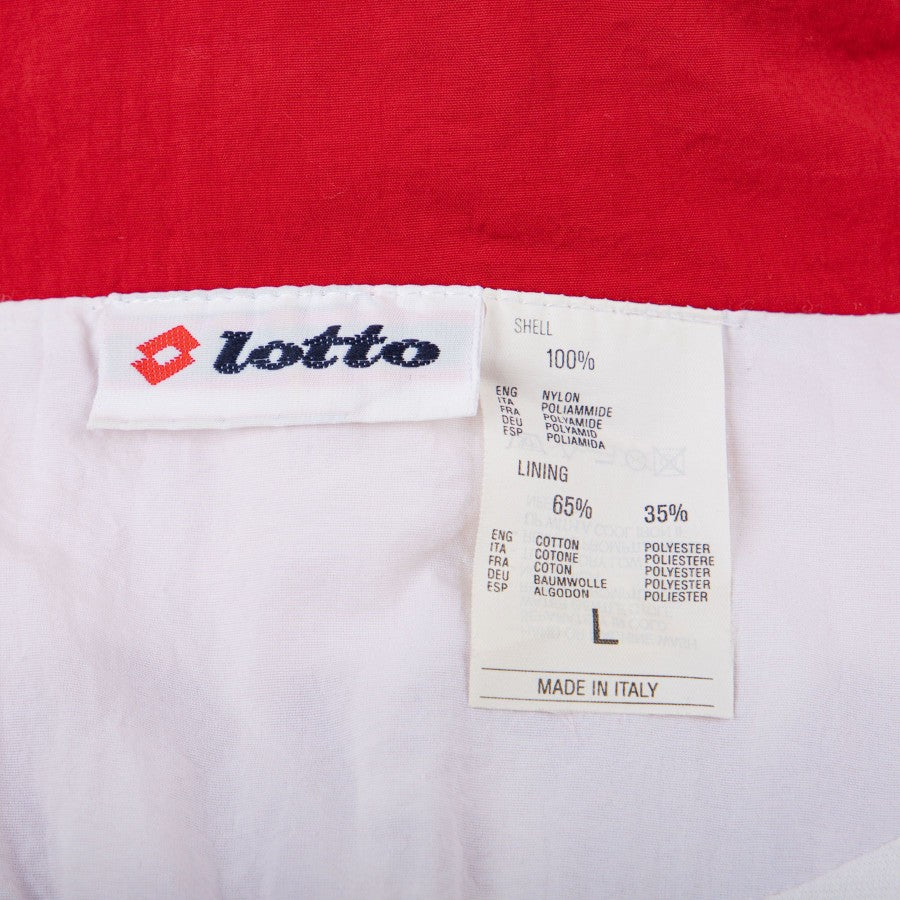 lotto
SHELL
100%
ENG NYLON
ITA POLIAMMIDE
FRA POLYAMIDE
DEU POLYAMID
ESP POLIAMIDA
LINING
65% 35%
ENG COTTON POLYESTER
ITA COTONE POLIESTERE
FRA COTON POLYESTER
DEU BAUMWOLLE POLYESTER
ESP ALGODON POLIESTER
L
MADE IN ITALY